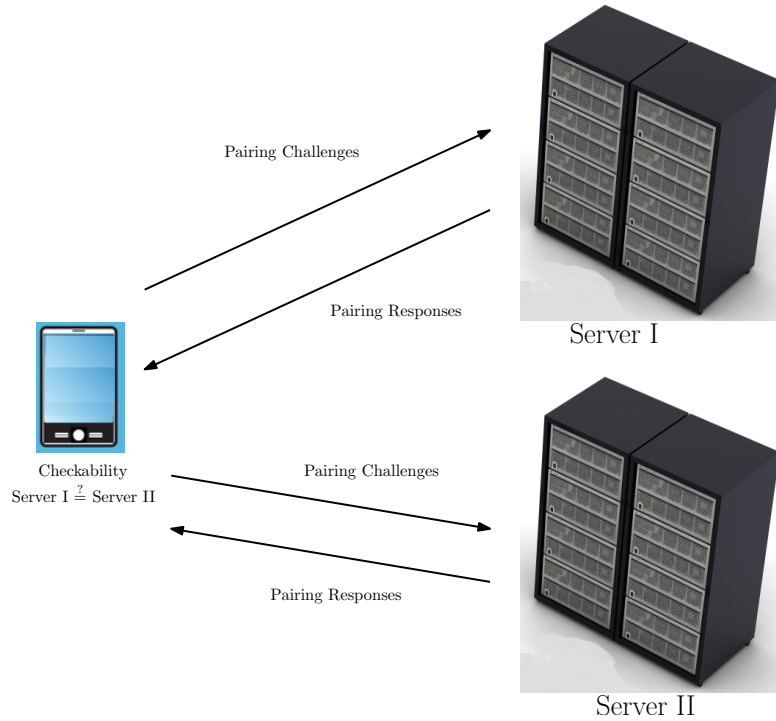 Pairing Challenges
Pairing Responses
Server I
Checkability
Server I ?= Server II
Pairing Challenges
Pairing Responses
Server II